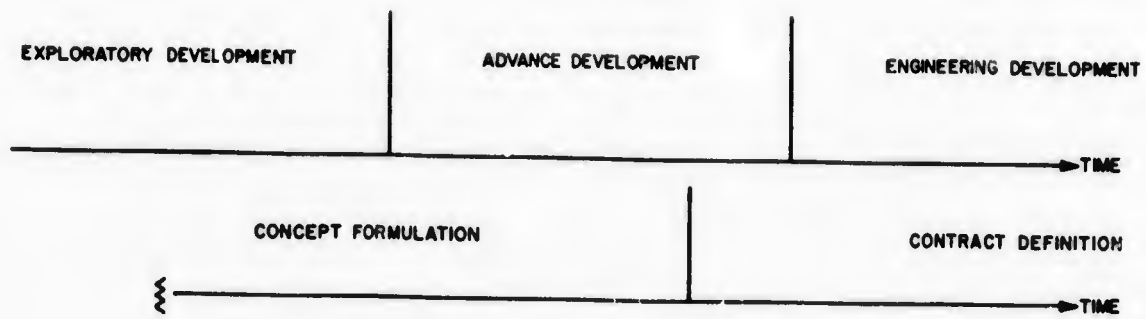 EXPLORATORY DEVELOPMENT
ADVANCE DEVELOPMENT
ENGINEERING DEVELOPMENT
TIME
CONCEPT FORMULATION
CONTRACT DEFINITION
TIME